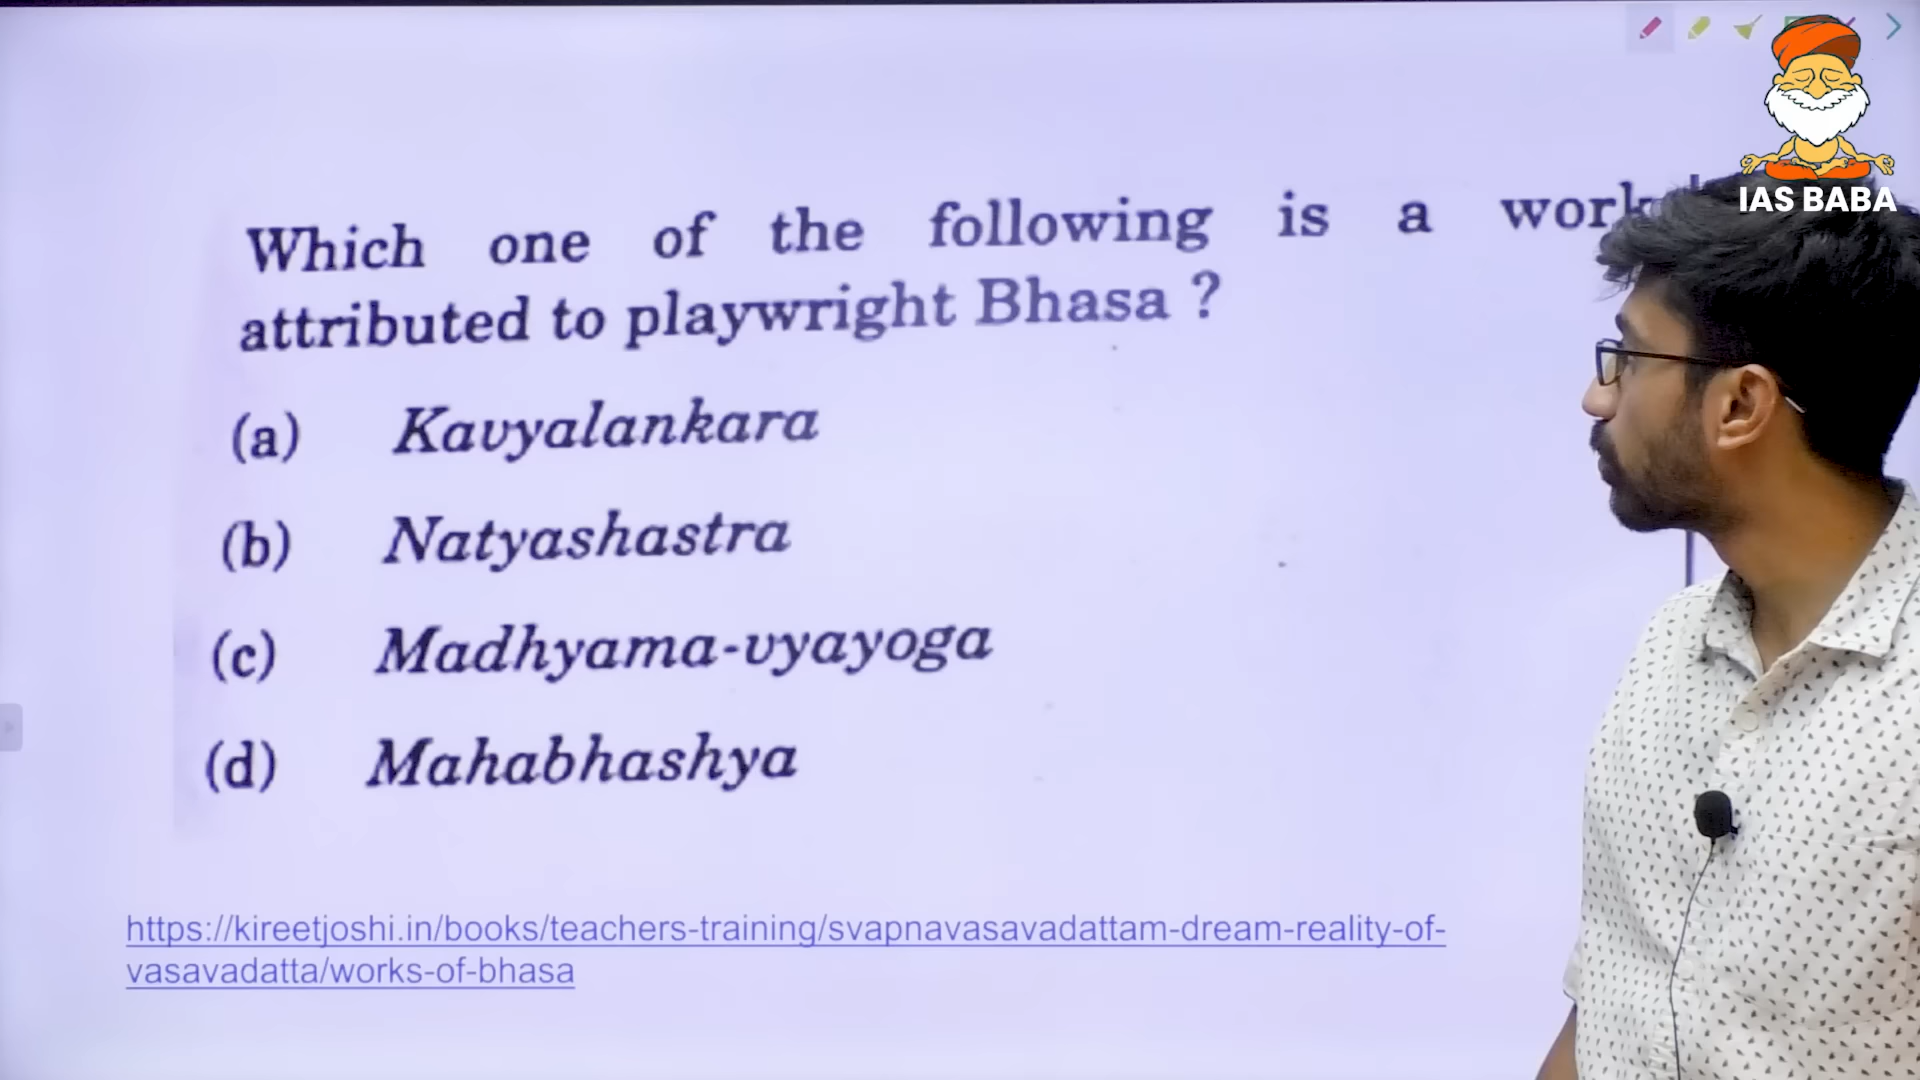 IAS BABA
Which one of the following is a work
attributed to playwright Bhasa ?
(a) Kavyalankara
(b) Natyashastra
(c) Madhyama-vyayoga
(d) Mahabhashya
https://kireetjoshi.in/books/teachers-training/svapnavasavadattam-dream-reality-of-
vasavadatta/works-of-bhasa